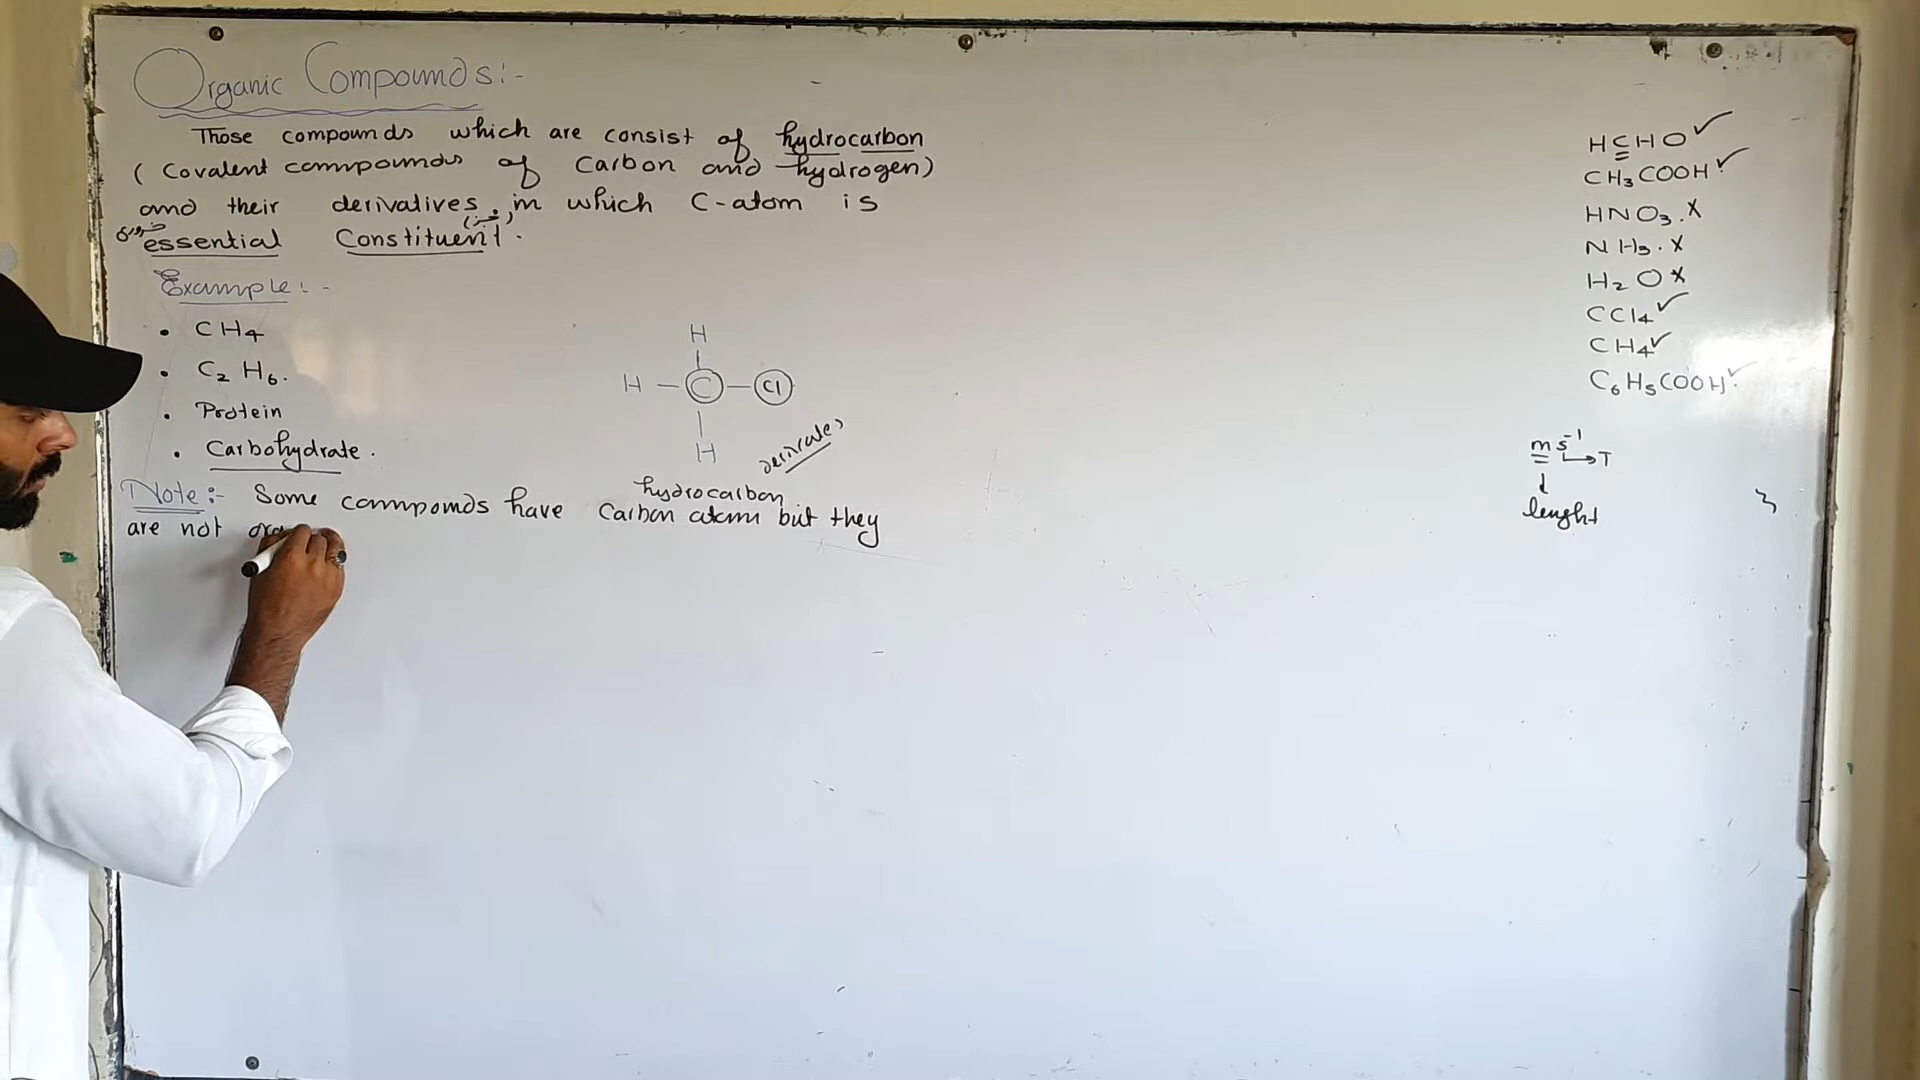 Organic Compounds:-
Those compounds which are consist of hydrocarbon
(Covalent compounds of Carbon and hydrogen)
and their derivatives, in which C-atom is
essential Constituent.
Example:-
• CH4
• C2H6.
• Protein
• Carbohydrate.
H
H - C - Cl
H
derivates
hydrocarbon
Note:- Some compounds have Carbon atom but they
are not
HCHO ✓
CH3COOH ✓
HNO3. x
NH3. x
H2O x
CCl4 ✓
CH4 ✓
C6H5COOH ✓
m s-1
T
lenght